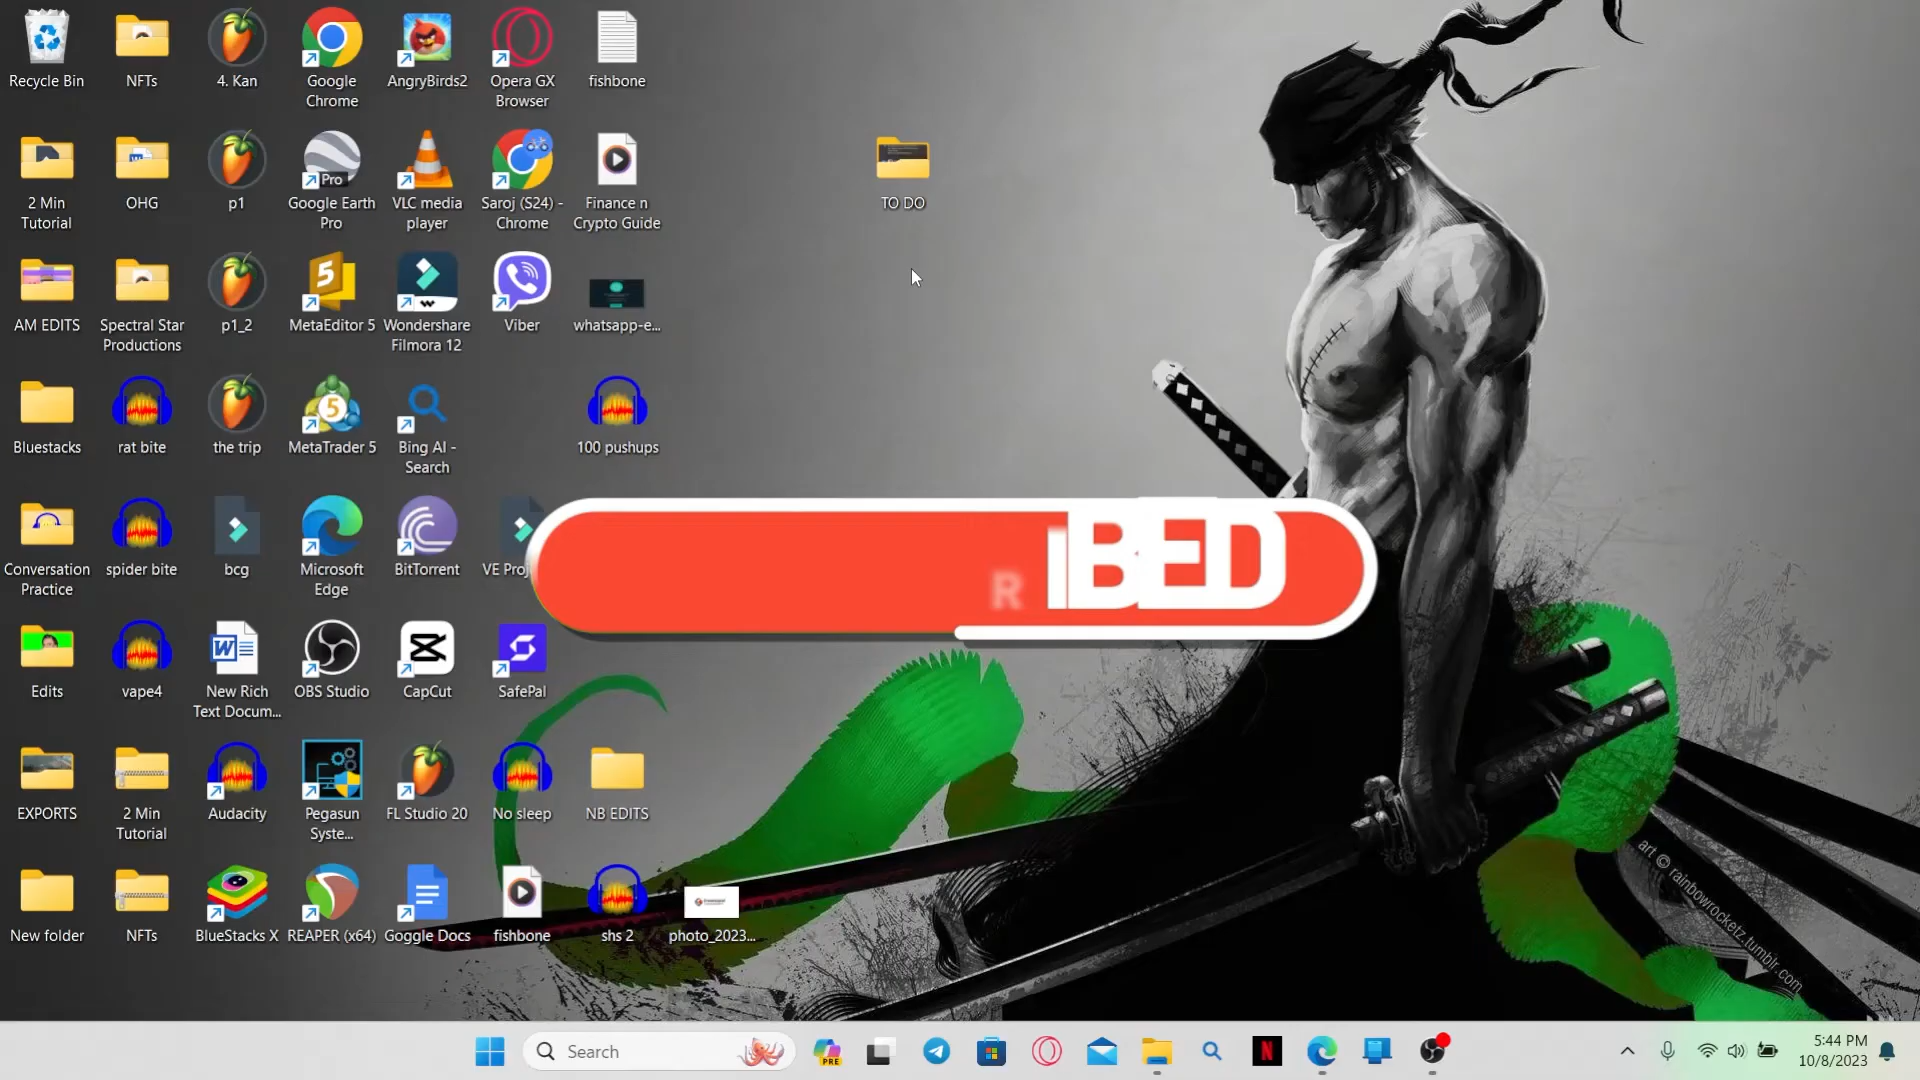 Recycle Bin
NFTs
4. Kan
Google
Chrome
AngryBirds2
Opera GX
Browser
fishbone
2 Min
Tutorial
OHG
p1
Pro
Google Earth
Pro
VLC media
player
Saroj (S24) -
Chrome
Finance n
Crypto Guide
TO DO
AM EDITS
Spectral Star
Productions
p1_2
5
MetaEditor 5
Wondershare
Filmora 12
Viber
whatsapp-e...
Bluestacks
rat bite
the trip
5
MetaTrader 5
Bing AI -
Search
100 pushups
Conversation
Practice
spider bite
bcg
Microsoft
Edge
BitTorrent
VE Proj
RIBED
Edits
vape4
New Rich
Text Docum...
OBS Studio
CapCut
SafePal
EXPORTS
2 Min
Tutorial
Audacity
Pegasun
Syste...
FL Studio 20
No sleep
NB EDITS
New folder
NFTs
BlueStacks X
REAPER (x64)
Goggle Docs
fishbone
shs 2
photo_2023...
art © rainbowrocketz.tumblr.com
Search
PRE
N
5:44 PM
10/8/2023